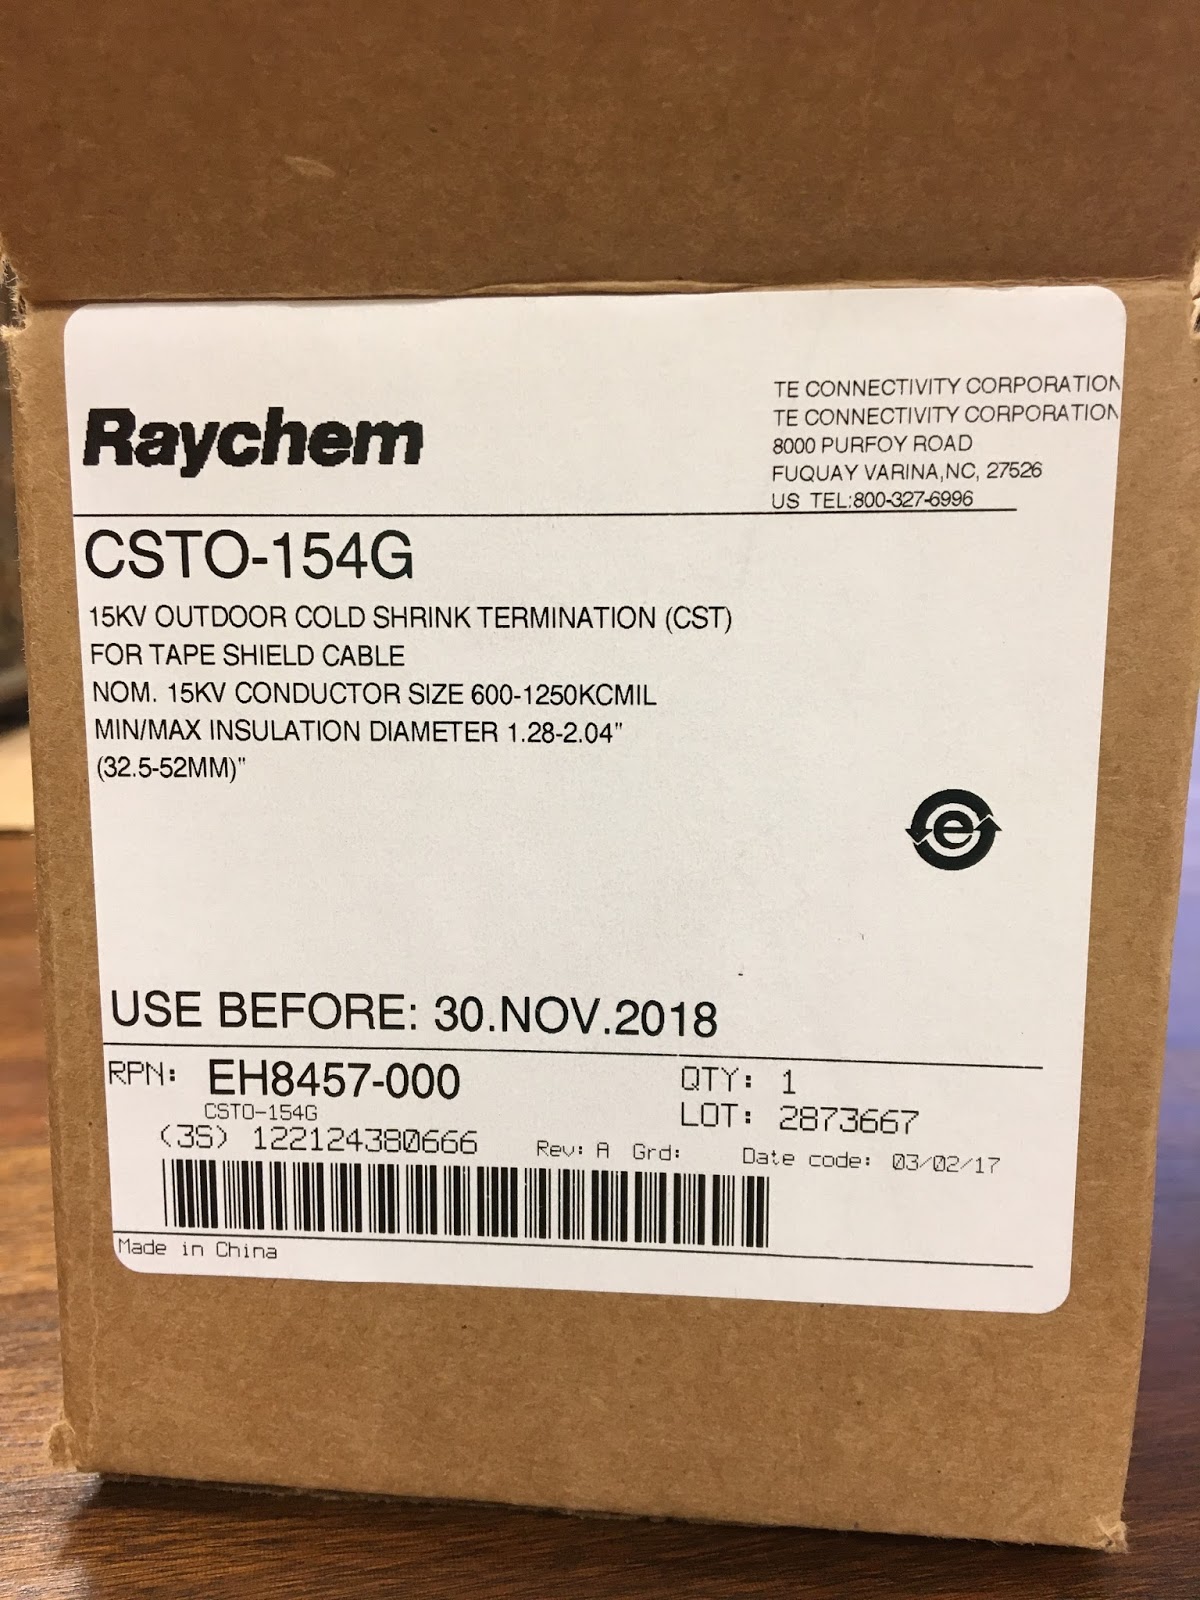 Raychem
TE CONNECTIVITY CORPORATION
TE CONNECTIVITY CORPORATION
8000 PURFOY ROAD
FUQUAY VARINA,NC, 27526
US TEL:800-327-6996
CSTO-154G
15KV OUTDOOR COLD SHRINK TERMINATION (CST)
FOR TAPE SHIELD CABLE
NOM. 15KV CONDUCTOR SIZE 600-1250KCMIL
MIN/MAX INSULATION DIAMETER 1.28-2.04"
(32.5-52MM)"
e
USE BEFORE: 30.NOV.2018
RPN: EH8457-000
QTY: 1
CSTO-154G
LOT: 2873667
(3S) 122124380666
Rev: A Grd:
Date code: 03/02/17
Made in China